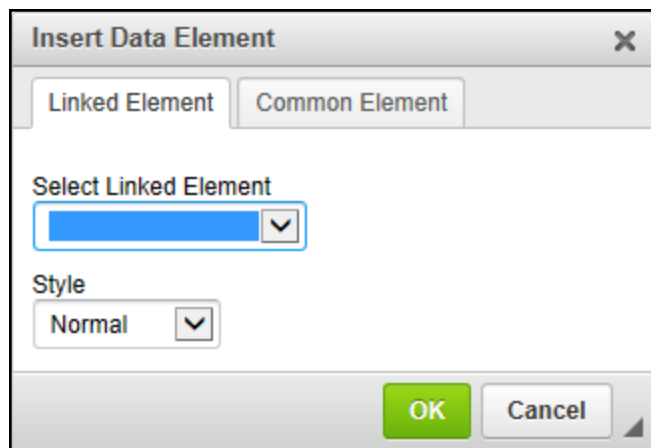 Insert Data Element
Linked Element Common Element
Select Linked Element
Style
Normal
OK Cancel